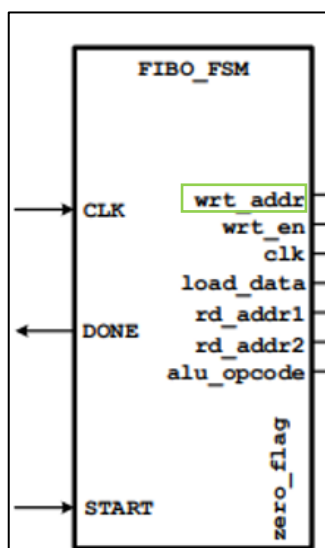 FIBO_FSM
wrt_addr
CLK
wrt_en
clk
load_data
rd_addr1
DONE
rd_addr2
alu_opcode
zero_flag
START